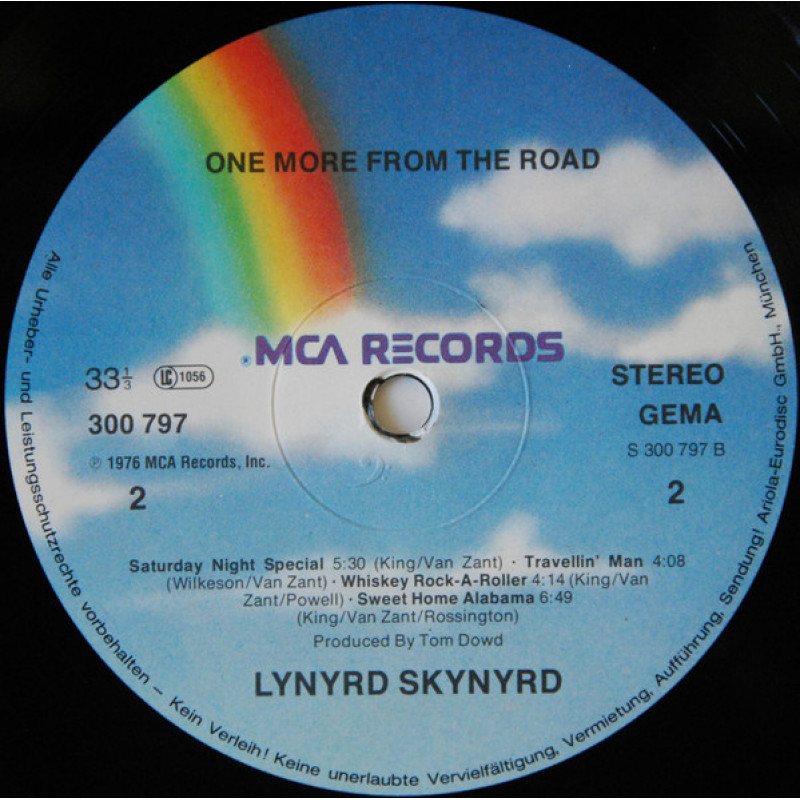 ONE MORE FROM THE ROAD
® MCA RECORDS
33⅓ LC 1056
STEREO
300 797
GEMA
℗ 1976 MCA Records, Inc.
S 300 797 B
2
2
Saturday Night Special 5:30 (King/Van Zant) · Travellin' Man 4:08
(Wilkeson/Van Zant) · Whiskey Rock-A-Roller 4:14 (King/Van
Zant/Powell) · Sweet Home Alabama 6:49
(King/Van Zant/Rossington)
Produced By Tom Dowd
LYNYRD SKYNYRD
Alle Urheber- und Leistungsschutzrechte vorbehalten – Kein Verleih! Keine unerlaubte Vervielfältigung, Vermietung, Aufführung, Sendung! Ariola-Eurodisc GmbH., München